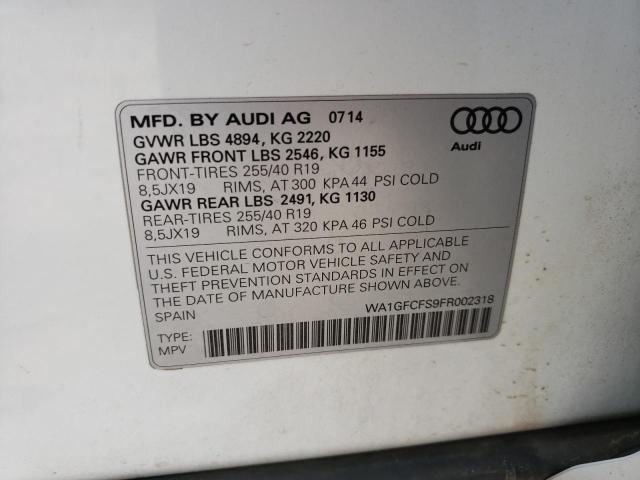 MFD. BY AUDI AG 0714
GVWR LBS 4894, KG 2220
GAWR FRONT LBS 2546, KG 1155
FRONT-TIRES 255/40 R19
8,5JX19 RIMS, AT 300 KPA 44 PSI COLD
GAWR REAR LBS 2491, KG 1130
REAR-TIRES 255/40 R19
8,5JX19 RIMS, AT 320 KPA 46 PSI COLD
Audi
THIS VEHICLE CONFORMS TO ALL APPLICABLE
U.S. FEDERAL MOTOR VEHICLE SAFETY AND
THEFT PREVENTION STANDARDS IN EFFECT ON
THE DATE OF MANUFACTURE SHOWN ABOVE.
SPAIN
WA1GFCFS9FR002318
TYPE:
MPV